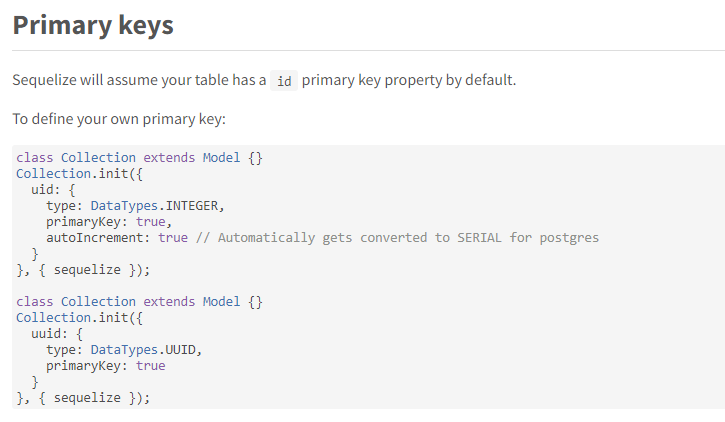 Primary keys
Sequelize will assume your table has a id primary key property by default.
To define your own primary key:
class Collection extends Model {}
Collection.init({
  uid: {
    type: DataTypes.INTEGER,
    primaryKey: true,
    autoIncrement: true // Automatically gets converted to SERIAL for postgres
  }
}, { sequelize });
class Collection extends Model {}
Collection.init({
  uuid: {
    type: DataTypes.UUID,
    primaryKey: true
  }
}, { sequelize });